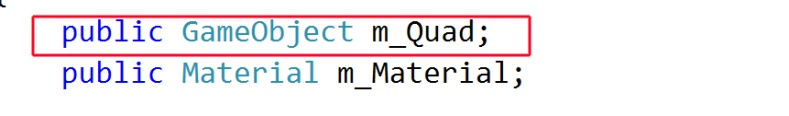 public GameObject m_Quad;
public Material m_Material;